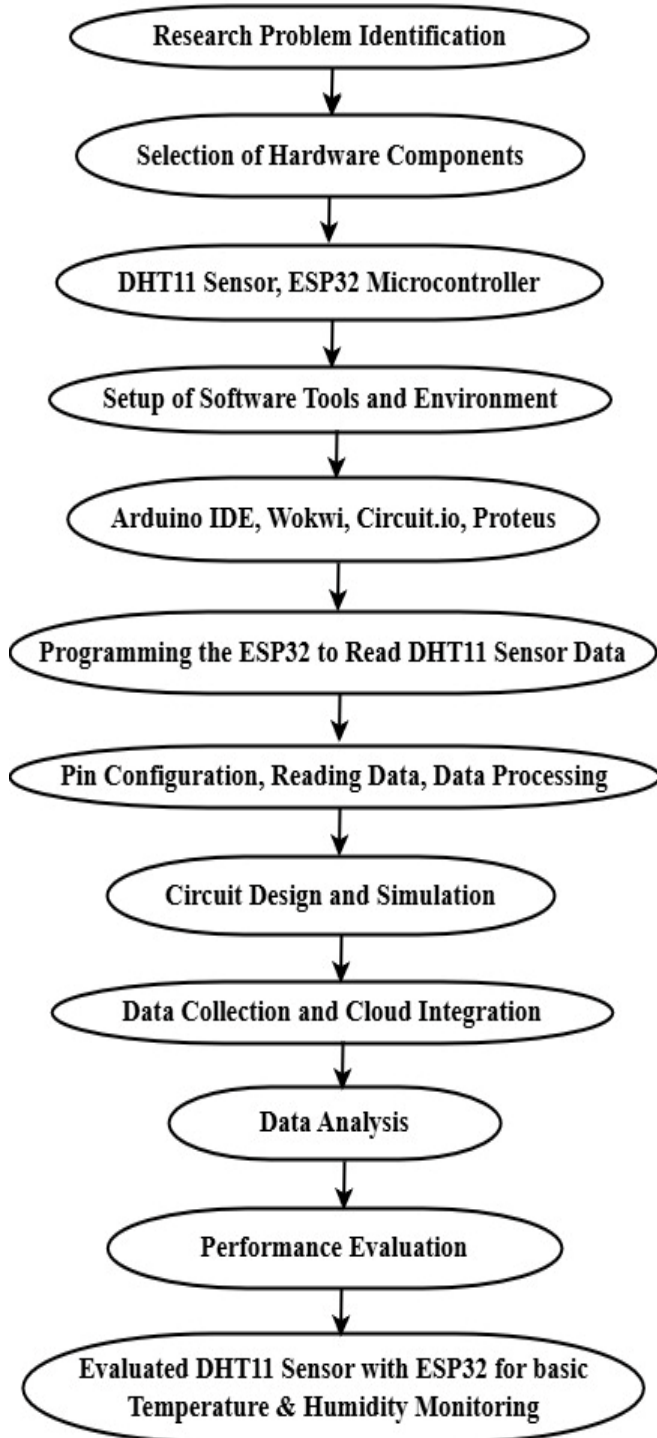 Research Problem Identification
Selection of Hardware Components
DHT11 Sensor, ESP32 Microcontroller
Setup of Software Tools and Environment
Arduino IDE, Wokwi, Circuit.io, Proteus
Programming the ESP32 to Read DHT11 Sensor Data
Pin Configuration, Reading Data, Data Processing
Circuit Design and Simulation
Data Collection and Cloud Integration
Data Analysis
Performance Evaluation
Evaluated DHT11 Sensor with ESP32 for basic
Temperature & Humidity Monitoring